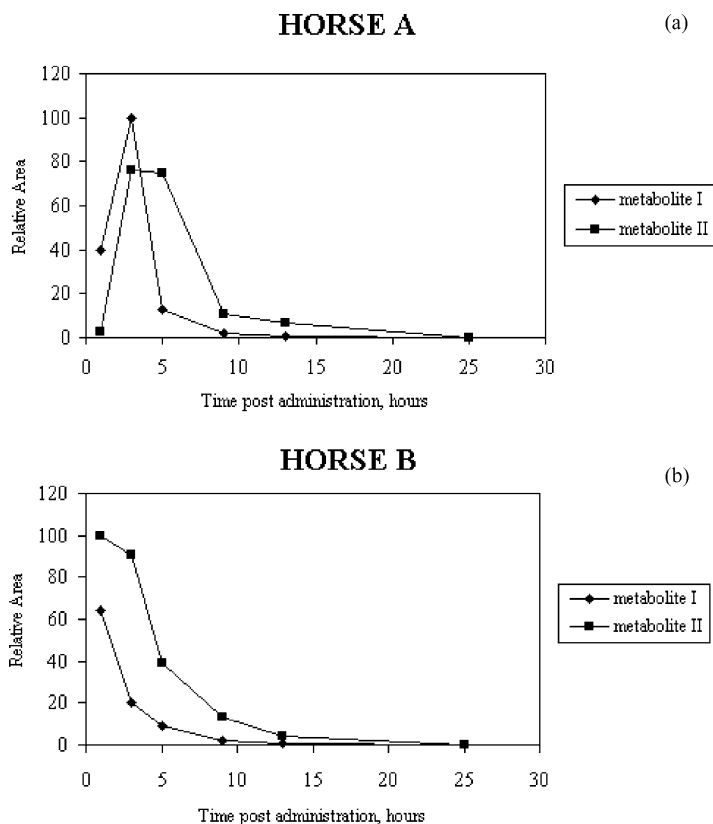 HORSE A
(a)
120
100
80
60
40
20
0
Relative Area
0 5 10 15 20 25 30
Time post administration, hours
metabolite I
metabolite II
HORSE B
(b)
120
100
80
60
40
20
0
Relative Area
0 5 10 15 20 25 30
Time post administration, hours
metabolite I
metabolite II